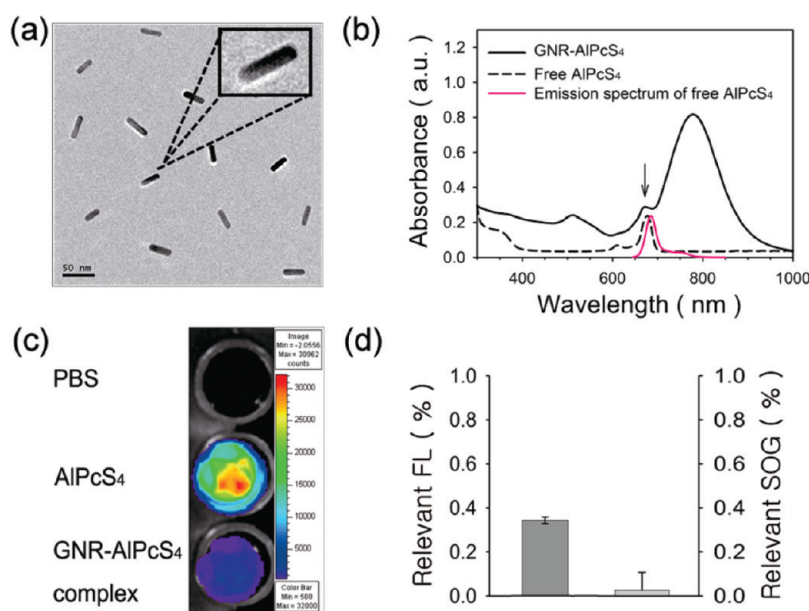 (a)
50 nm
(b)
Absorbance ( a.u. )
1.2
1.0
0.8
0.6
0.4
0.2
0.0
GNR-AlPcS4
Free AlPcS4
Emission spectrum of free AlPcS4
400 600 800 1000
Wavelength ( nm )
(c)
PBS
AlPcS4
GNR-AlPcS4
complex
Image
Min = -2.0556
Max = 30962
counts
30000
25000
20000
15000
10000
5000
Color Bar
Min = 500
Max = 32000
(d)
Relevant FL ( % )
1.0
0.8
0.6
0.4
0.2
0.0
1.0
0.8
0.6
0.4
0.2
0.0
Relevant SOG ( % )